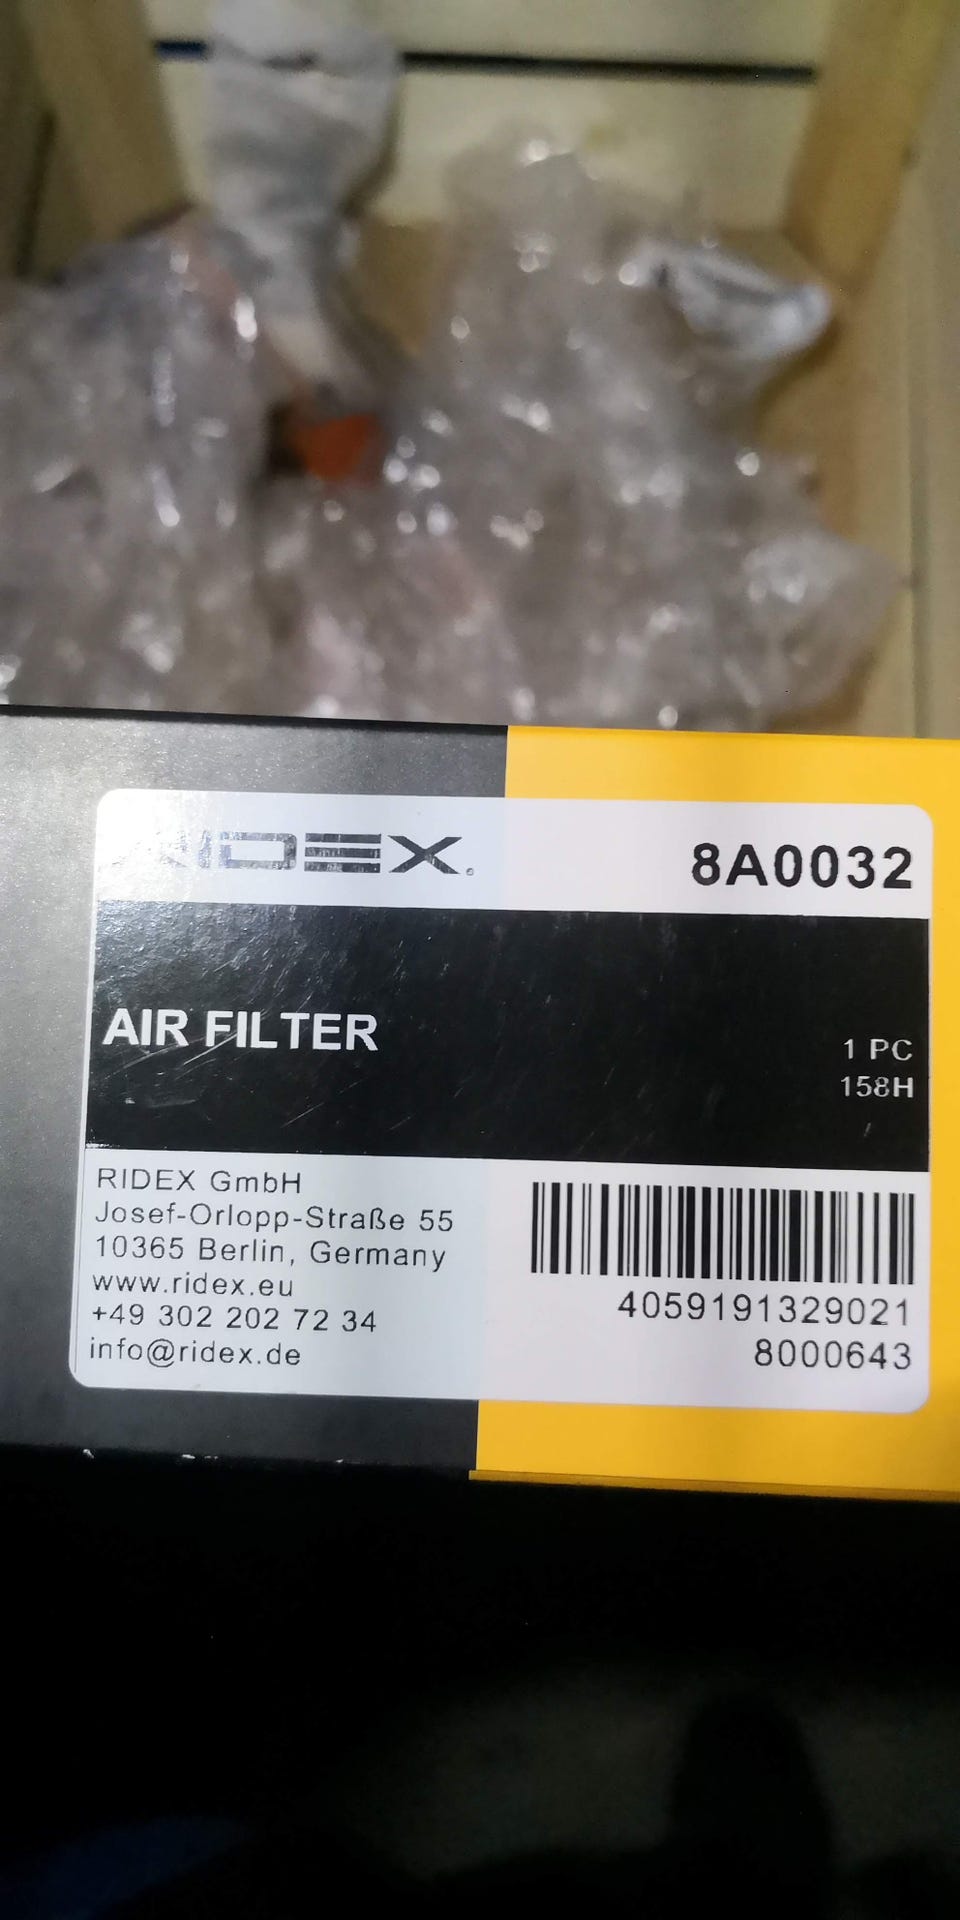 RIDEX
8A0032
AIR FILTER
1 PC
158H
RIDEX GmbH
Josef-Orlopp-Straße 55
10365 Berlin, Germany
www.ridex.eu
+49 302 202 72 34
info@ridex.de
4059191329021
8000643